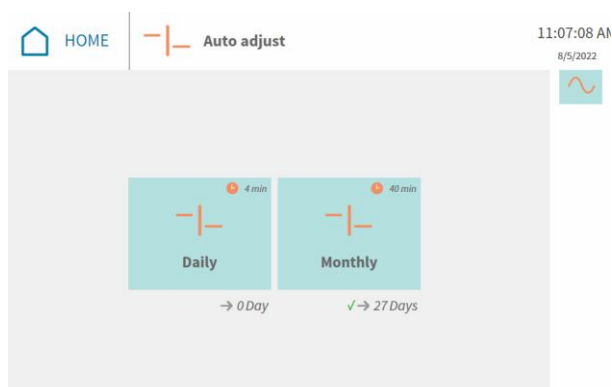 HOME
Auto adjust
11:07:08 AM
8/5/2022
4 min
40 min
Daily
Monthly
→ 0 Day
✓→ 27 Days